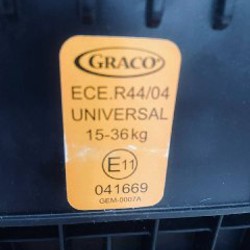 GRACO
ECE.R44/04
UNIVERSAL
15-36kg
E11
041669
OEM-0007A